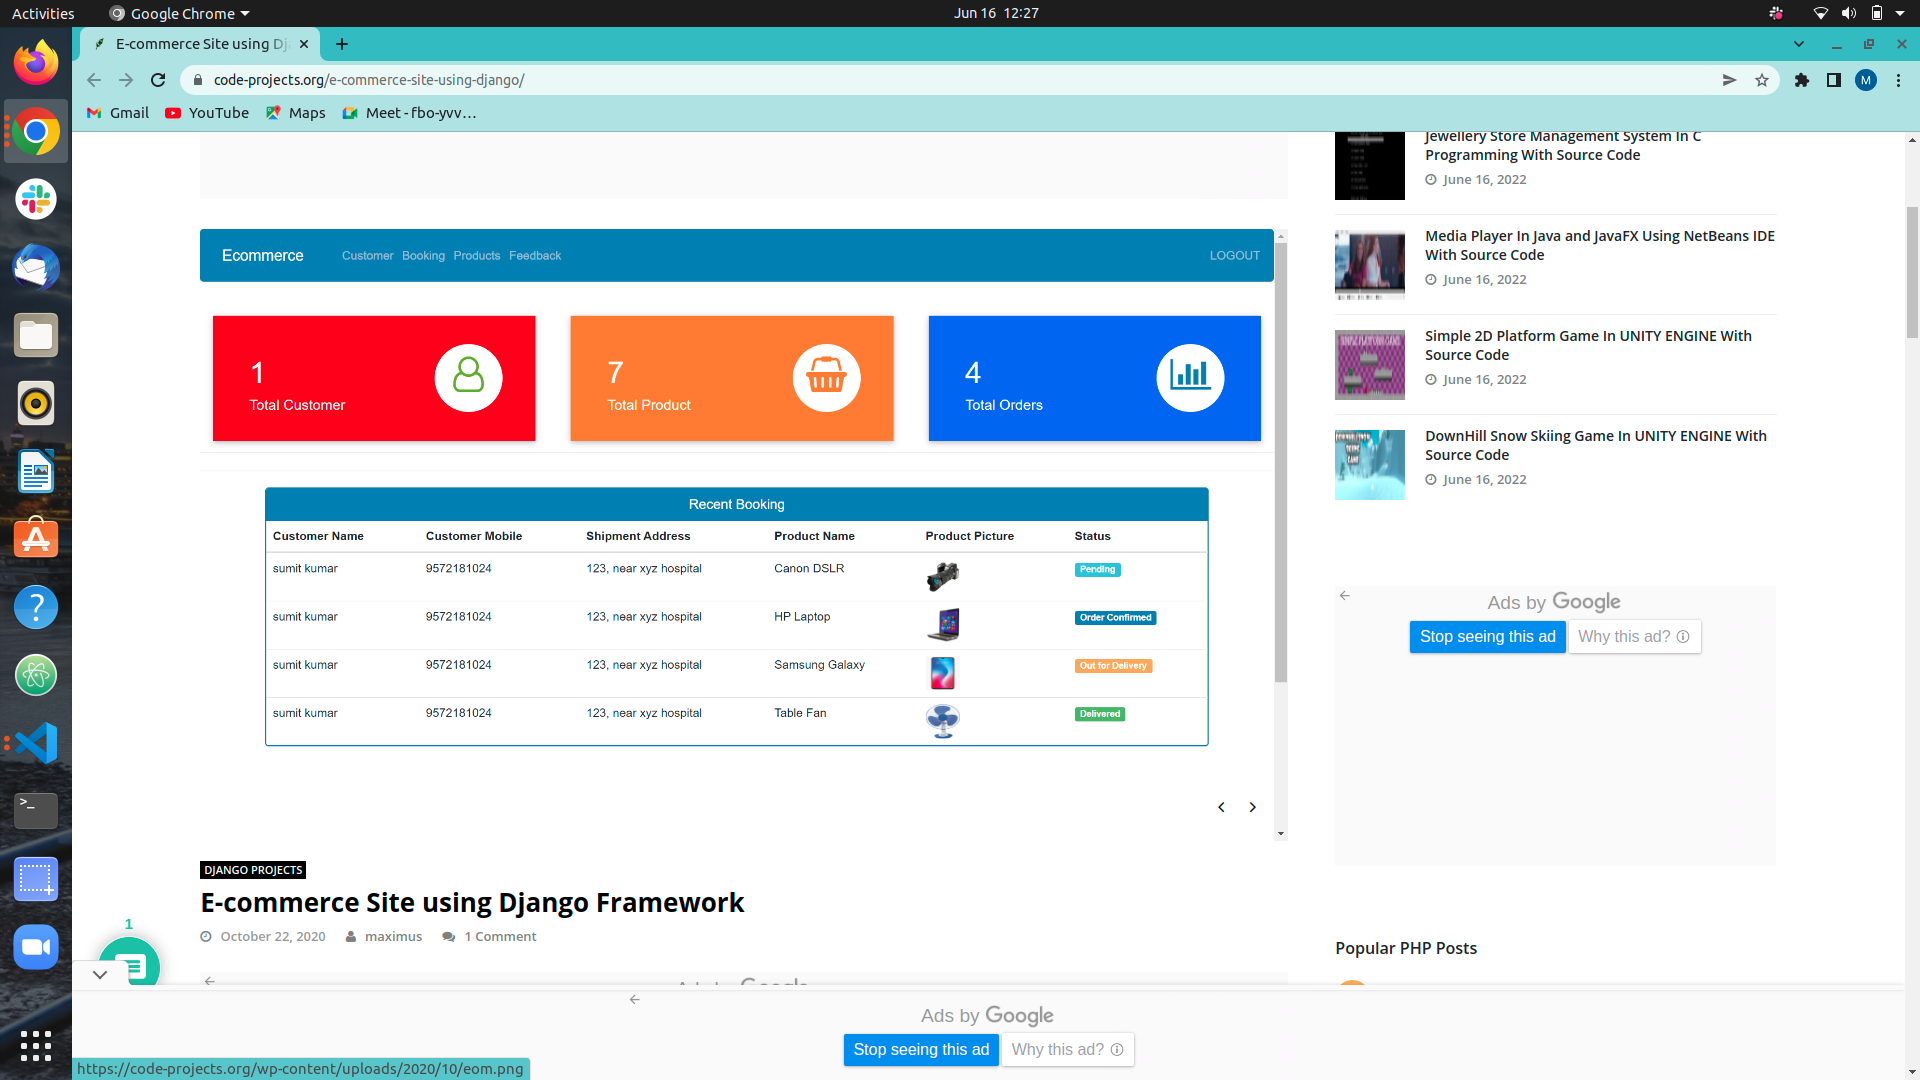 Activities
Google Chrome
Jun 16 12:27
E-commerce Site using Dj
code-projects.org/e-commerce-site-using-django/
M
Gmail
YouTube
Maps
Meet - fbo-yvv…
Ecommerce
Customer Booking Products Feedback
LOGOUT
1
Total Customer
7
Total Product
4
Total Orders
Recent Booking
Customer Name Customer Mobile Shipment Address Product Name Product Picture Status
sumit kumar 9572181024 123, near xyz hospital Canon DSLR Pending
sumit kumar 9572181024 123, near xyz hospital HP Laptop Order Confirmed
sumit kumar 9572181024 123, near xyz hospital Samsung Galaxy Out for Delivery
sumit kumar 9572181024 123, near xyz hospital Table Fan Delivered
DJANGO PROJECTS
E-commerce Site using Django Framework
October 22, 2020 maximus 1 Comment
1
Jewellery Store Management System In C
Programming With Source Code
June 16, 2022
Media Player In Java and JavaFX Using NetBeans IDE
With Source Code
June 16, 2022
Simple 2D Platform Game In UNITY ENGINE With
Source Code
June 16, 2022
DownHill Snow Skiing Game In UNITY ENGINE With
Source Code
June 16, 2022
Ads by Google
Stop seeing this ad
Why this ad?
Popular PHP Posts
Ads by Google
Ads by Google
Stop seeing this ad
Why this ad?
https://code-projects.org/wp-content/uploads/2020/10/eom.png